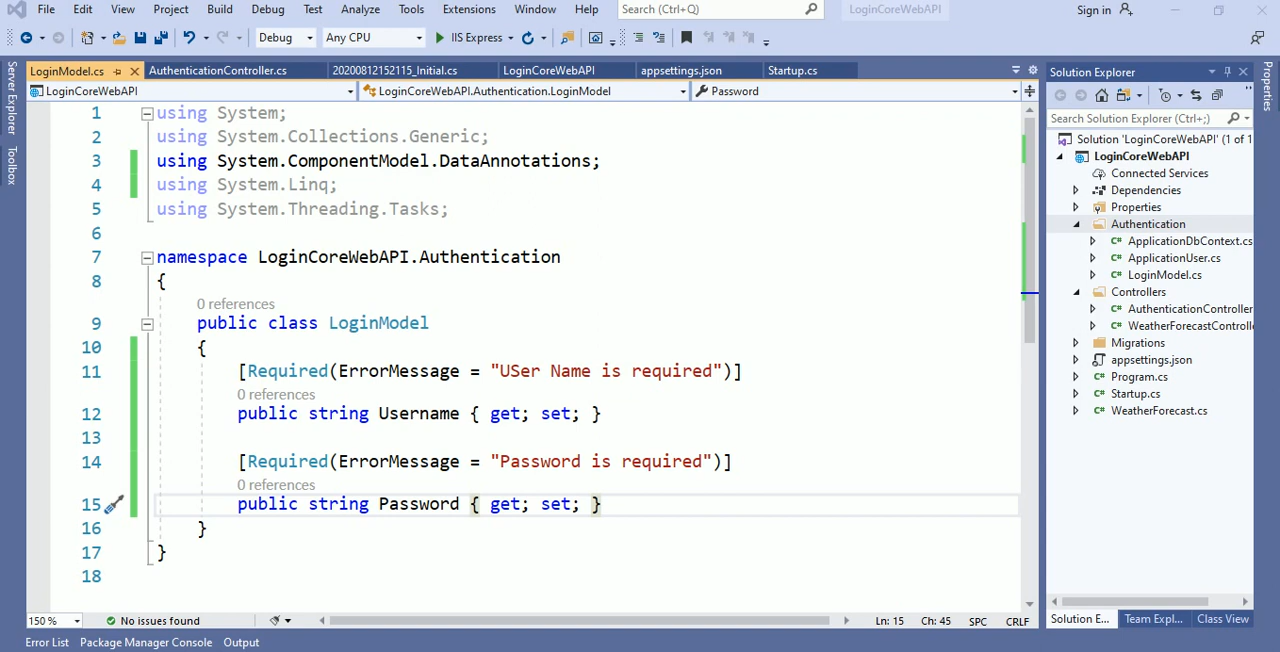 File Edit View Project Build Debug Test Analyze Tools Extensions Window Help Search (Ctrl+Q) LoginCoreWebAPI Sign in
Debug Any CPU IIS Express
LoginModel.cs AuthenticationController.cs 20200812152115_Initial.cs LoginCoreWebAPI appsettings.json Startup.cs
LoginCoreWebAPI LoginCoreWebAPI.Authentication.LoginModel Password
Server Explorer
Toolbox
1 using System;
2 using System.Collections.Generic;
3 using System.ComponentModel.DataAnnotations;
4 using System.Linq;
5 using System.Threading.Tasks;
6
7 namespace LoginCoreWebAPI.Authentication
8 {
0 references
9 public class LoginModel
10 {
11 [Required(ErrorMessage = "USer Name is required")]
0 references
12 public string Username { get; set; }
13
14 [Required(ErrorMessage = "Password is required")]
0 references
15 public string Password { get; set; }
16 }
17 }
18
150 % No issues found Ln: 15 Ch: 45 SPC CRLF
Error List Package Manager Console Output
Solution Explorer
Search Solution Explorer (Ctrl+;)
Solution 'LoginCoreWebAPI' (1 of 1
LoginCoreWebAPI
Connected Services
Dependencies
Properties
Authentication
ApplicationDbContext.cs
ApplicationUser.cs
LoginModel.cs
Controllers
AuthenticationController
WeatherForecastControll
Migrations
appsettings.json
Program.cs
Startup.cs
WeatherForecast.cs
Solution E... Team Expl... Class View
Properties